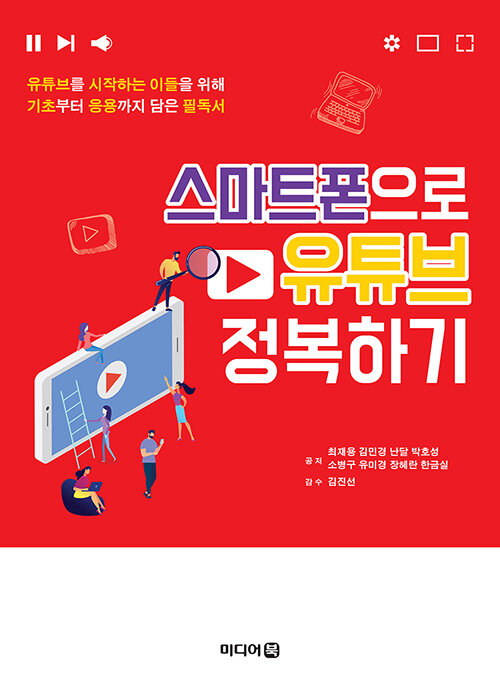 유튜브를 시작하는 이들을 위해
기초부터 응용까지 담은 필독서
스마트폰으로
유튜브
정복하기
공저 최재용 김민경 난달 박호성
소병구 유미경 장혜란 한금실
감수 김진선
미디어북